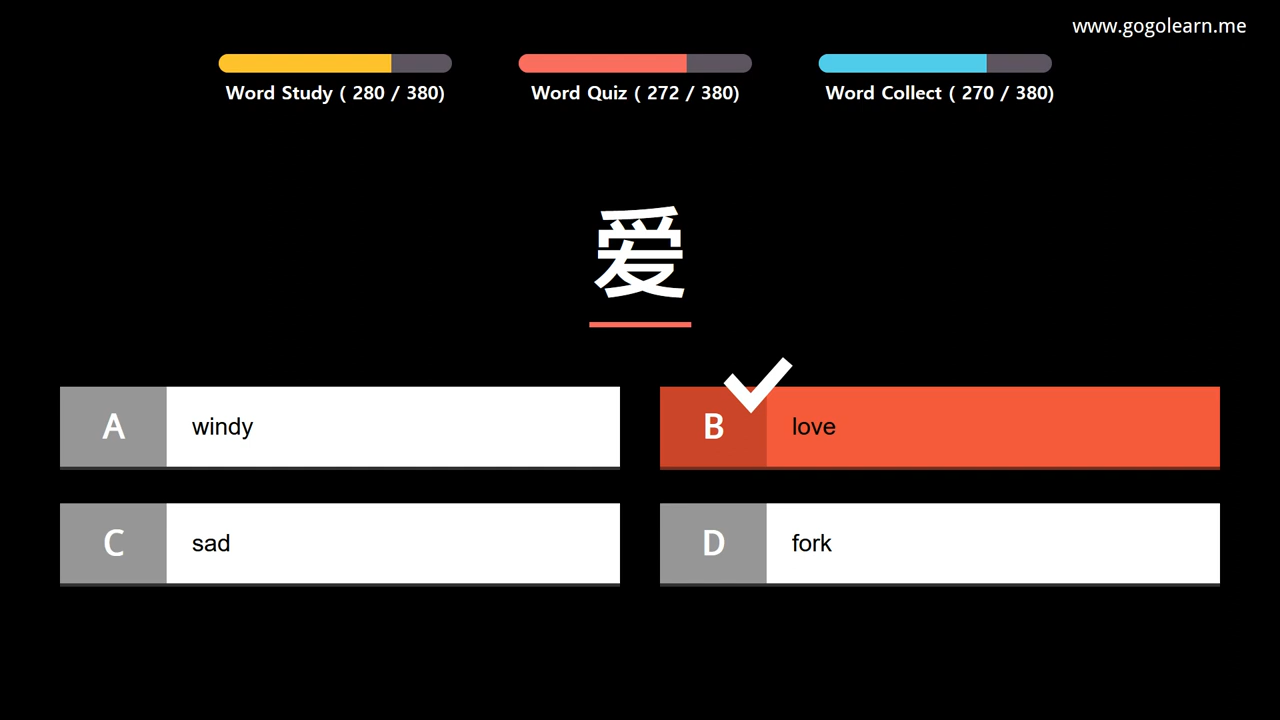 www.gogolearn.me
Word Study ( 280 / 380)
Word Quiz ( 272 / 380)
Word Collect ( 270 / 380)
爱
A windy
B love
C sad
D fork